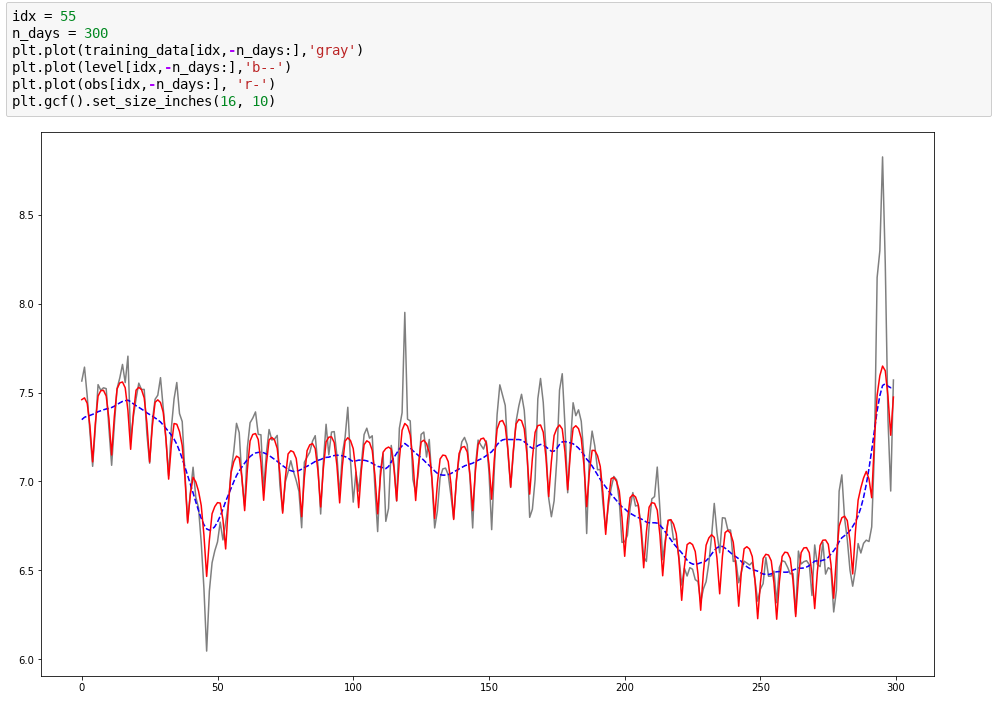 idx = 55
n_days = 300
plt.plot(training_data[idx,-n_days:],'gray')
plt.plot(level[idx,-n_days:],'b--')
plt.plot(obs[idx,-n_days:], 'r-')
plt.gcf().set_size_inches(16, 10)
8.5
8.0
7.5
7.0
6.5
6.0
0 50 100 150 200 250 300